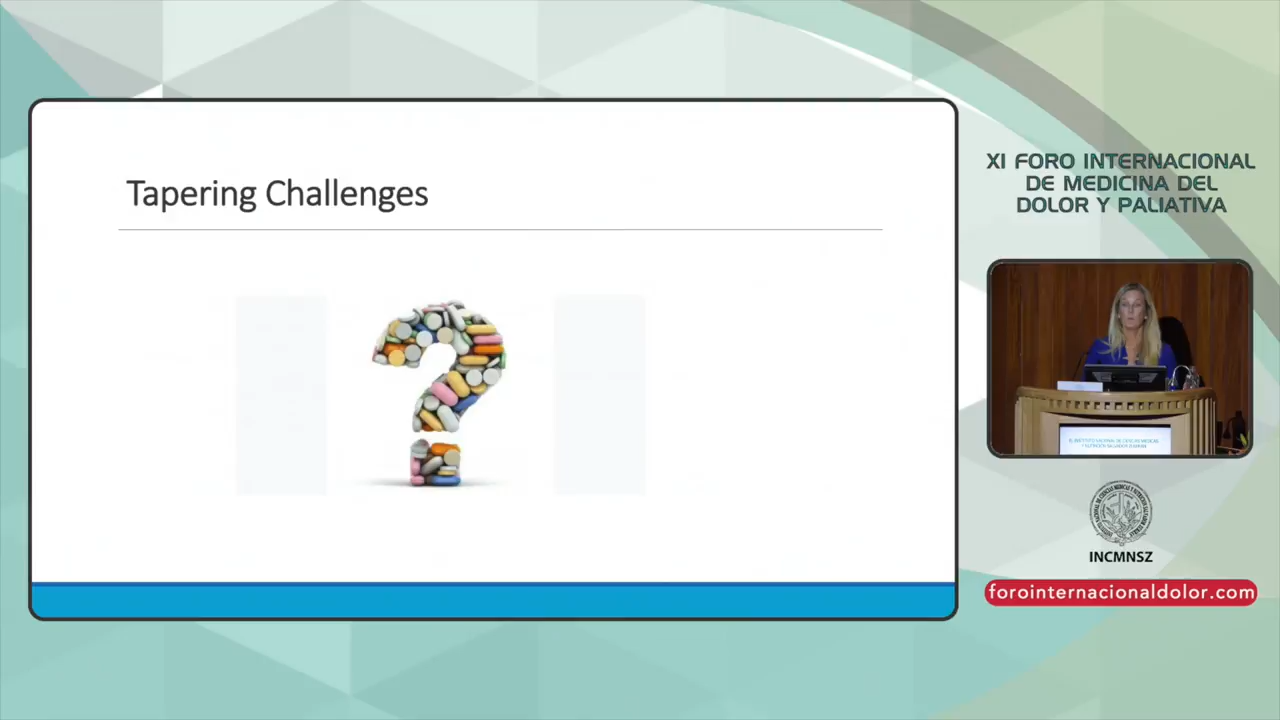 Tapering Challenges
XI FORO INTERNACIONAL
DE MEDICINA DEL
DOLOR Y PALIATIVA
INCMNSZ
forointernacionaldolor.com